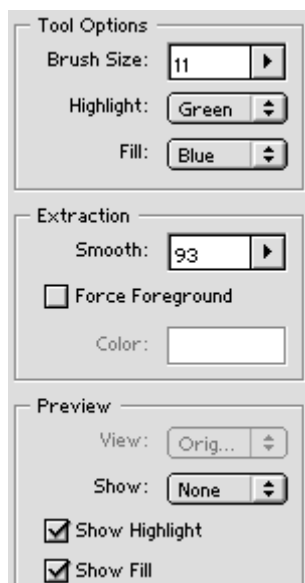 Tool Options
Brush Size: 11
Highlight: Green
Fill: Blue
Extraction
Smooth: 93
Force Foreground
Color:
Preview
View: Orig...
Show: None
Show Highlight
Show Fill